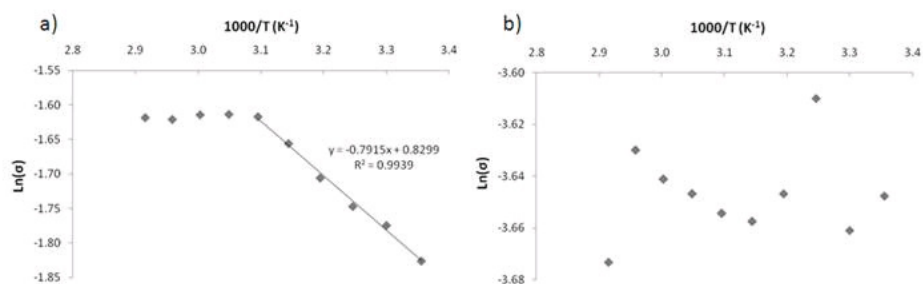 a)
1000/T (K⁻¹)
2.8 2.9 3.0 3.1 3.2 3.3 3.4
-1.55
-1.60
-1.65
-1.70
-1.75
-1.80
-1.85
Ln(σ)
y = -0.7915x + 0.8299
R² = 0.9939
b)
1000/T (K⁻¹)
2.8 2.9 3.0 3.1 3.2 3.3 3.4
-3.60
-3.62
-3.64
-3.66
-3.68
Ln(σ)